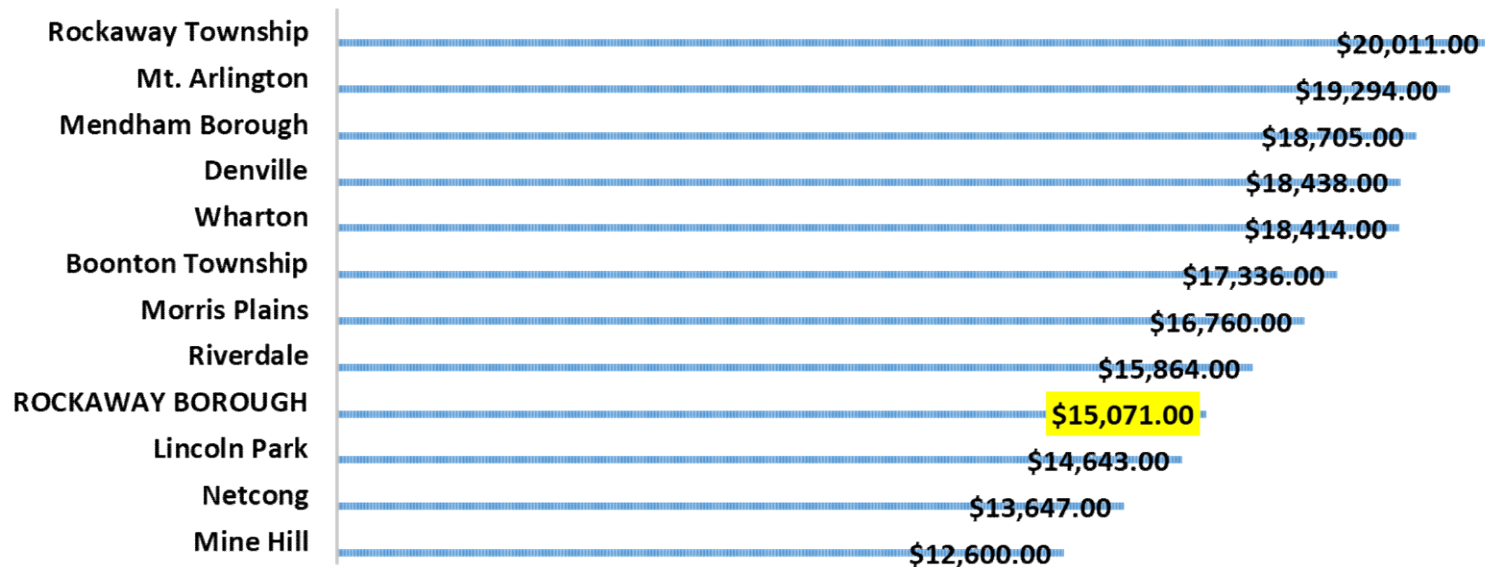 Rockaway Township $20,011.00
Mt. Arlington $19,294.00
Mendham Borough $18,705.00
Denville $18,438.00
Wharton $18,414.00
Boonton Township $17,336.00
Morris Plains $16,760.00
Riverdale $15,864.00
ROCKAWAY BOROUGH $15,071.00
Lincoln Park $14,643.00
Netcong $13,647.00
Mine Hill $12,600.00